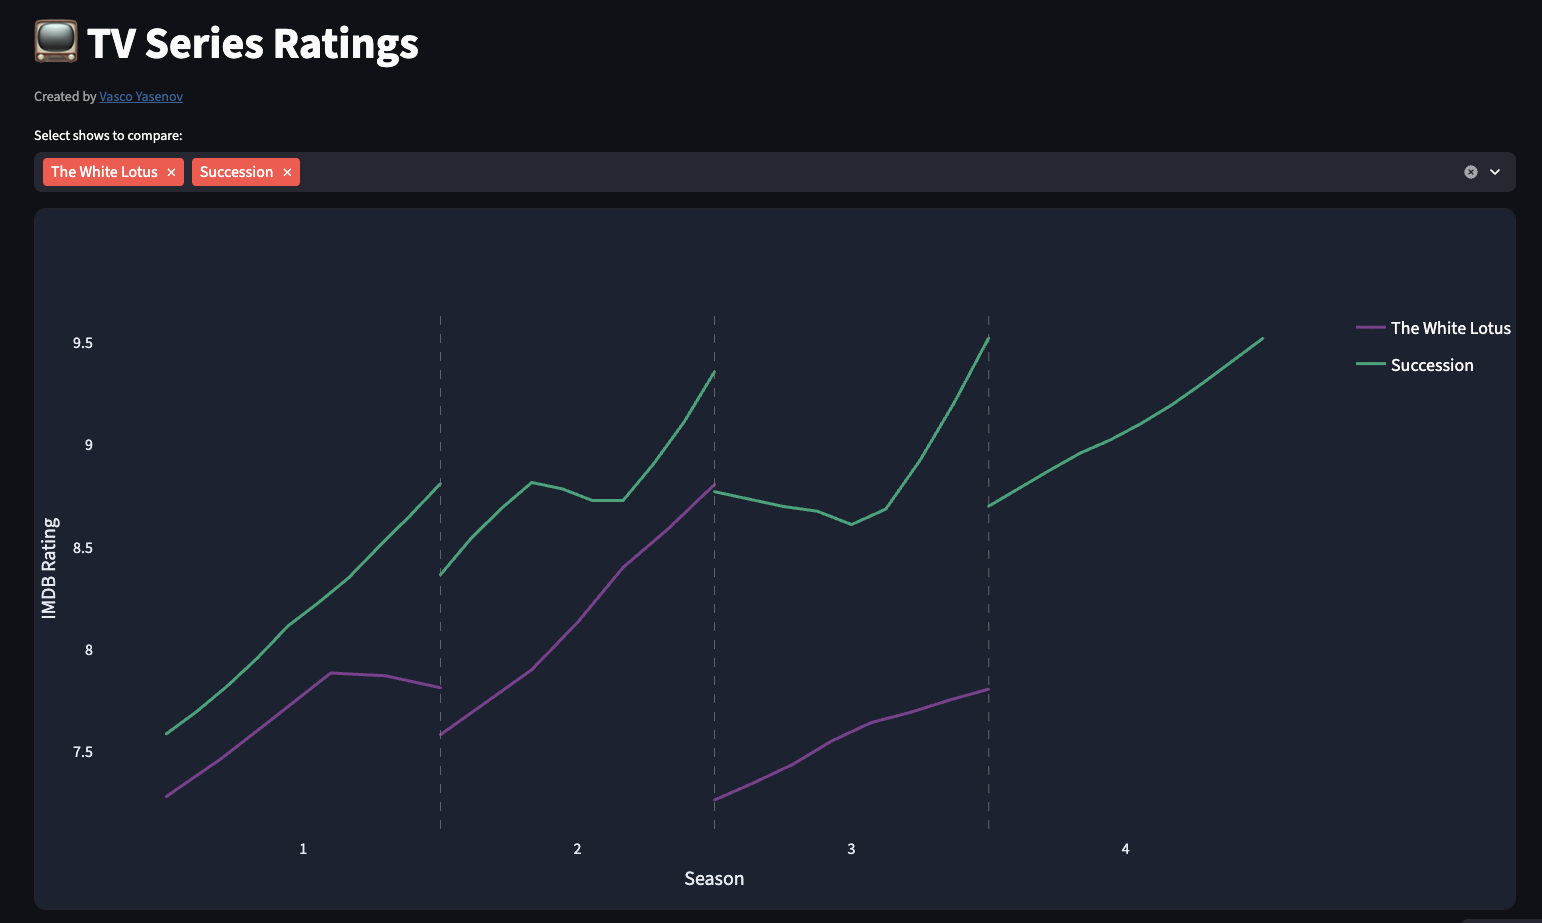 TV Series Ratings
Created by Vasco Yasenov
Select shows to compare:
The White Lotus × Succession ×
The White Lotus
Succession
9.5
9
8.5
8
7.5
IMDB Rating
1 2 3 4
Season